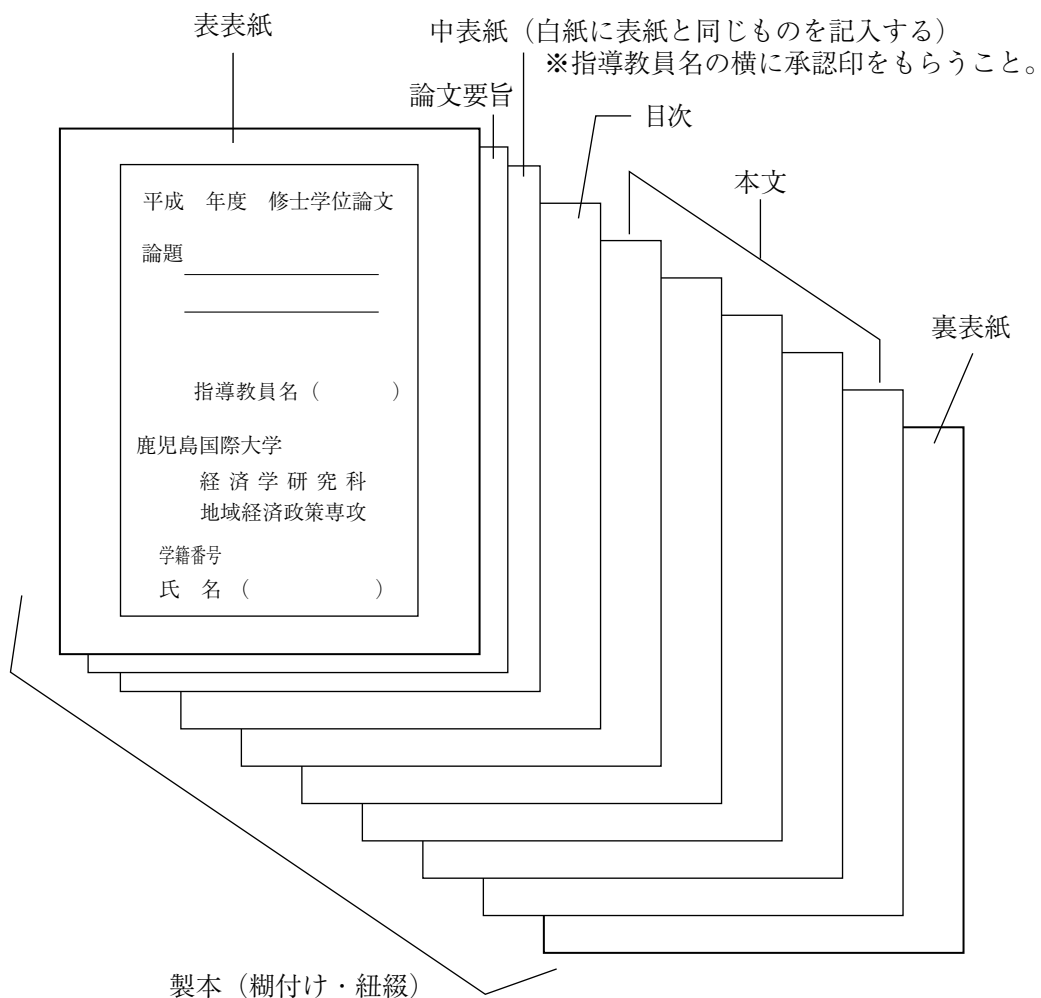 表表紙
中表紙（白紙に表紙と同じものを記入する）
※指導教員名の横に承認印をもらうこと。
論文要旨
目次
本文
裏表紙
平成　年度　修士学位論文
論題
指導教員名（　　　）
鹿児島国際大学
経済学研究科
地域経済政策専攻
学籍番号
氏　名（　　　　　）
製本（糊付け・紐綴）